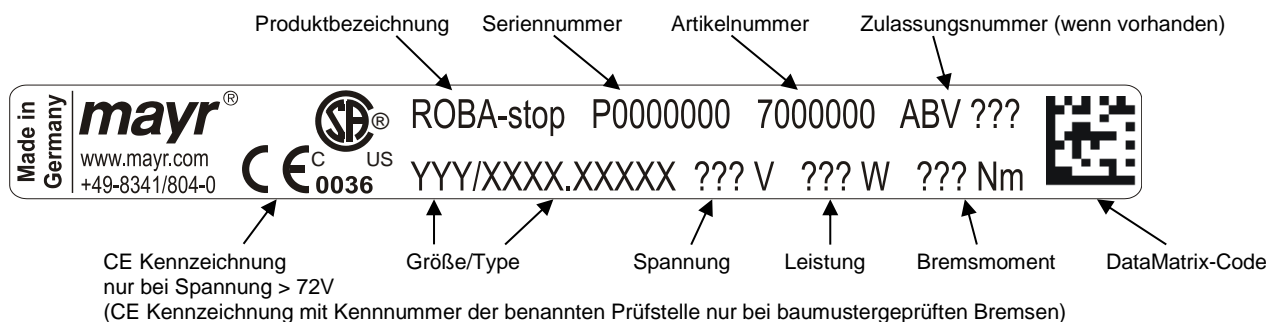 Produktbezeichnung Seriennummer Artikelnummer Zulassungsnummer (wenn vorhanden)
Made in
Germany
mayr®
www.mayr.com
+49-8341/804-0
CE 0036
SA®
C US
ROBA-stop P0000000 7000000 ABV ???
YYY/XXXX.XXXXX ??? V ??? W ??? Nm
CE Kennzeichnung
nur bei Spannung > 72V
(CE Kennzeichnung mit Kennnummer der benannten Prüfstelle nur bei baumustergeprüften Bremsen)
Größe/Type Spannung Leistung Bremsmoment DataMatrix-Code